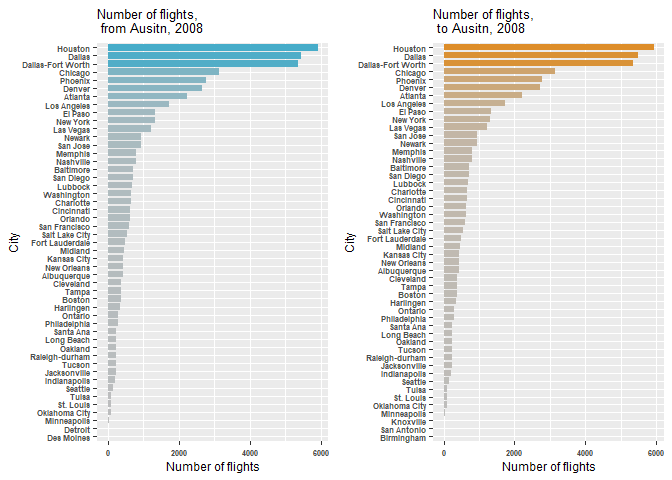 Number of flights,
from Ausitn, 2008
City
Houston
Dallas
Dallas-Fort Worth
Chicago
Phoenix
Denver
Atlanta
Los Angeles
El Paso
New York
Las Vegas
Newark
San Jose
Memphis
Nashville
Baltimore
San Diego
Lubbock
Washington
Charlotte
Cincinnati
Orlando
San Francisco
Salt Lake City
Fort Lauderdale
Midland
Kansas City
New Orleans
Albuquerque
Cleveland
Tampa
Boston
Harlingen
Ontario
Philadelphia
Santa Ana
Long Beach
Oakland
Raleigh-durham
Tucson
Jacksonville
Indianapolis
Seattle
Tulsa
St. Louis
Oklahoma City
Minneapolis
Detroit
Des Moines
0 2000 4000 6000
Number of flights
Number of flights,
to Ausitn, 2008
City
Houston
Dallas
Dallas-Fort Worth
Chicago
Phoenix
Denver
Atlanta
Los Angeles
El Paso
New York
Las Vegas
San Jose
Newark
Memphis
Nashville
Baltimore
San Diego
Lubbock
Charlotte
Cincinnati
Orlando
Washington
San Francisco
Salt Lake City
Fort Lauderdale
Midland
Kansas City
New Orleans
Albuquerque
Cleveland
Tampa
Boston
Harlingen
Ontario
Philadelphia
Santa Ana
Long Beach
Oakland
Tucson
Raleigh-durham
Jacksonville
Indianapolis
Seattle
Tulsa
St. Louis
Oklahoma City
Minneapolis
Knoxville
San Antonio
Birmingham
0 2000 4000 6000
Number of flights